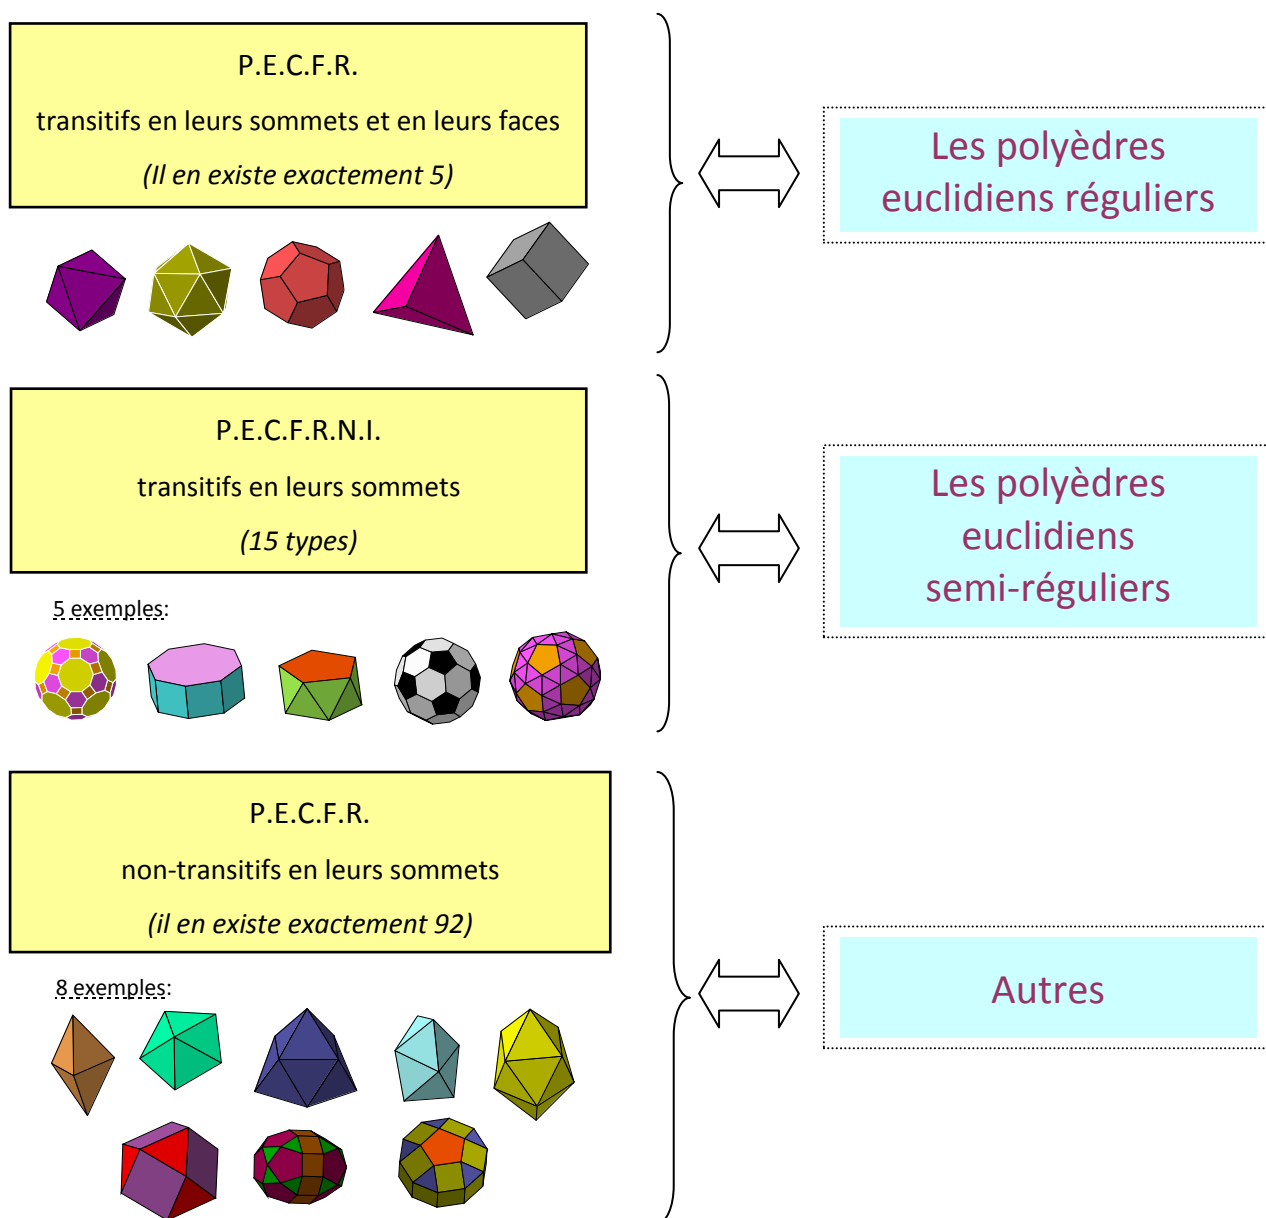 P.E.C.F.R.
transitifs en leurs sommets et en leurs faces
(Il en existe exactement 5)
Les polyèdres
euclidiens réguliers
P.E.C.F.R.N.I.
transitifs en leurs sommets
(15 types)
Les polyèdres
euclidiens
semi-réguliers
5 exemples:
P.E.C.F.R.
non-transitifs en leurs sommets
(il en existe exactement 92)
Autres
8 exemples: